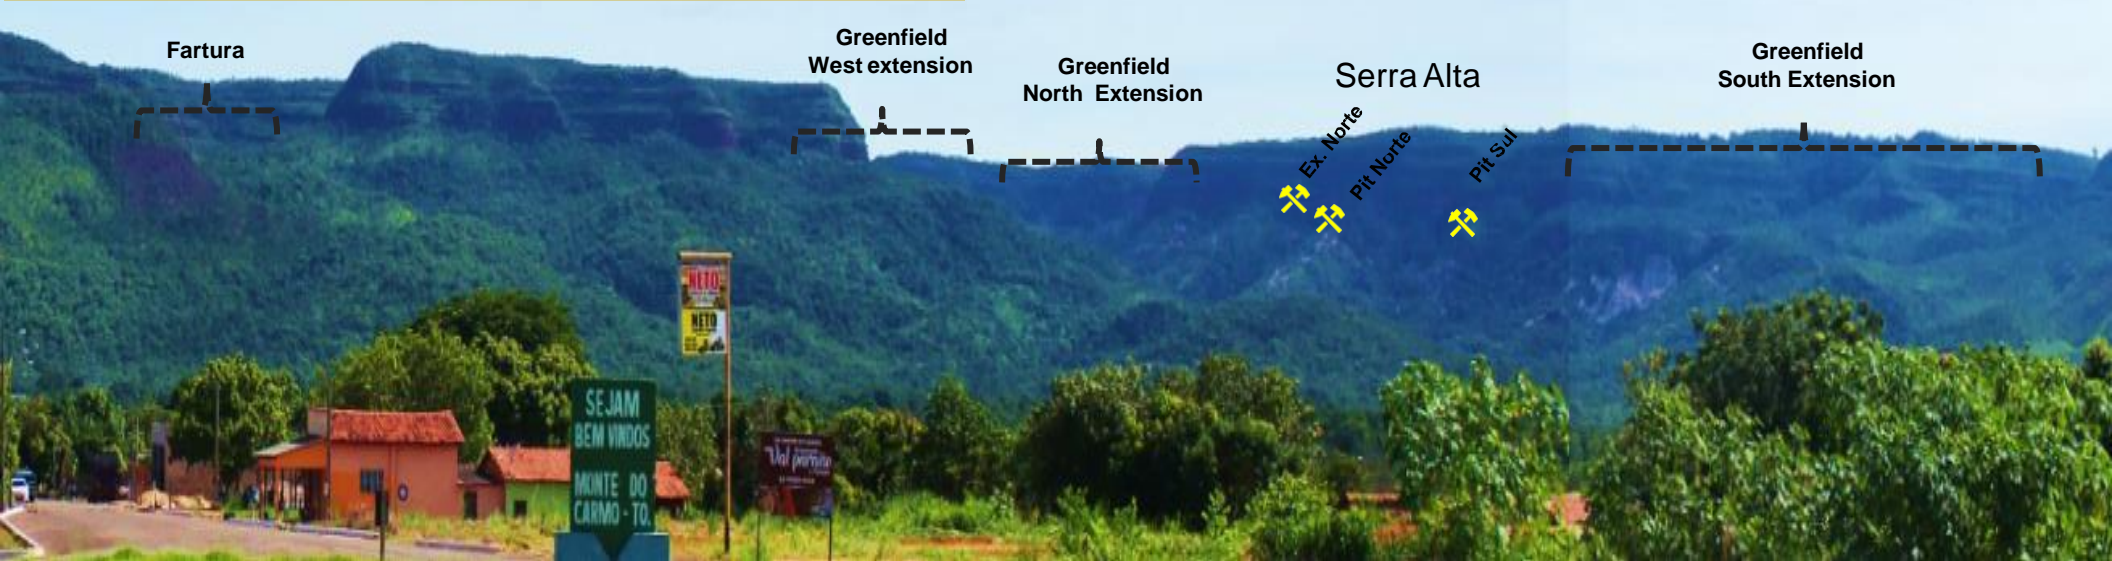 Fartura
Greenfield
West extension
Greenfield
North Extension
Serra Alta
Ex. Norte
Pit Norte
Pit Sul
Greenfield
South Extension
NETO
NETO
SEJAM
BEM VINDOS
MONTE DO
CARMO - TO.